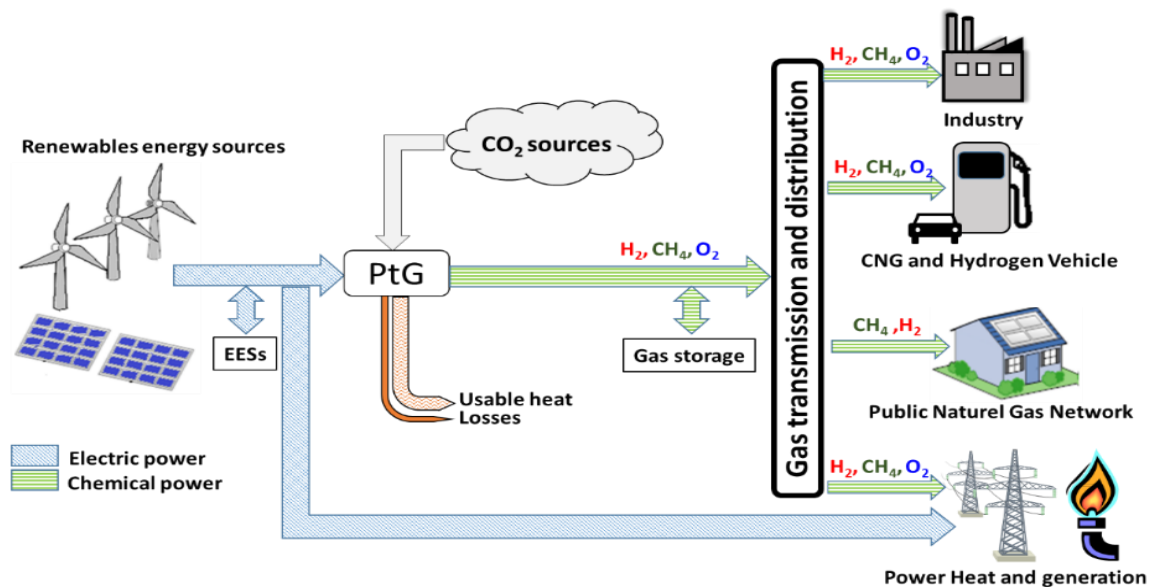 Renewables energy sources
CO₂ sources
PtG
EESs
Usable heat
Losses
H₂, CH₄, O₂
Gas storage
Gas transmission and distribution
H₂, CH₄, O₂
Industry
H₂, CH₄, O₂
CNG and Hydrogen Vehicle
CH₄ ,H₂
Public Naturel Gas Network
H₂, CH₄, O₂
Power Heat and generation
Electric power
Chemical power